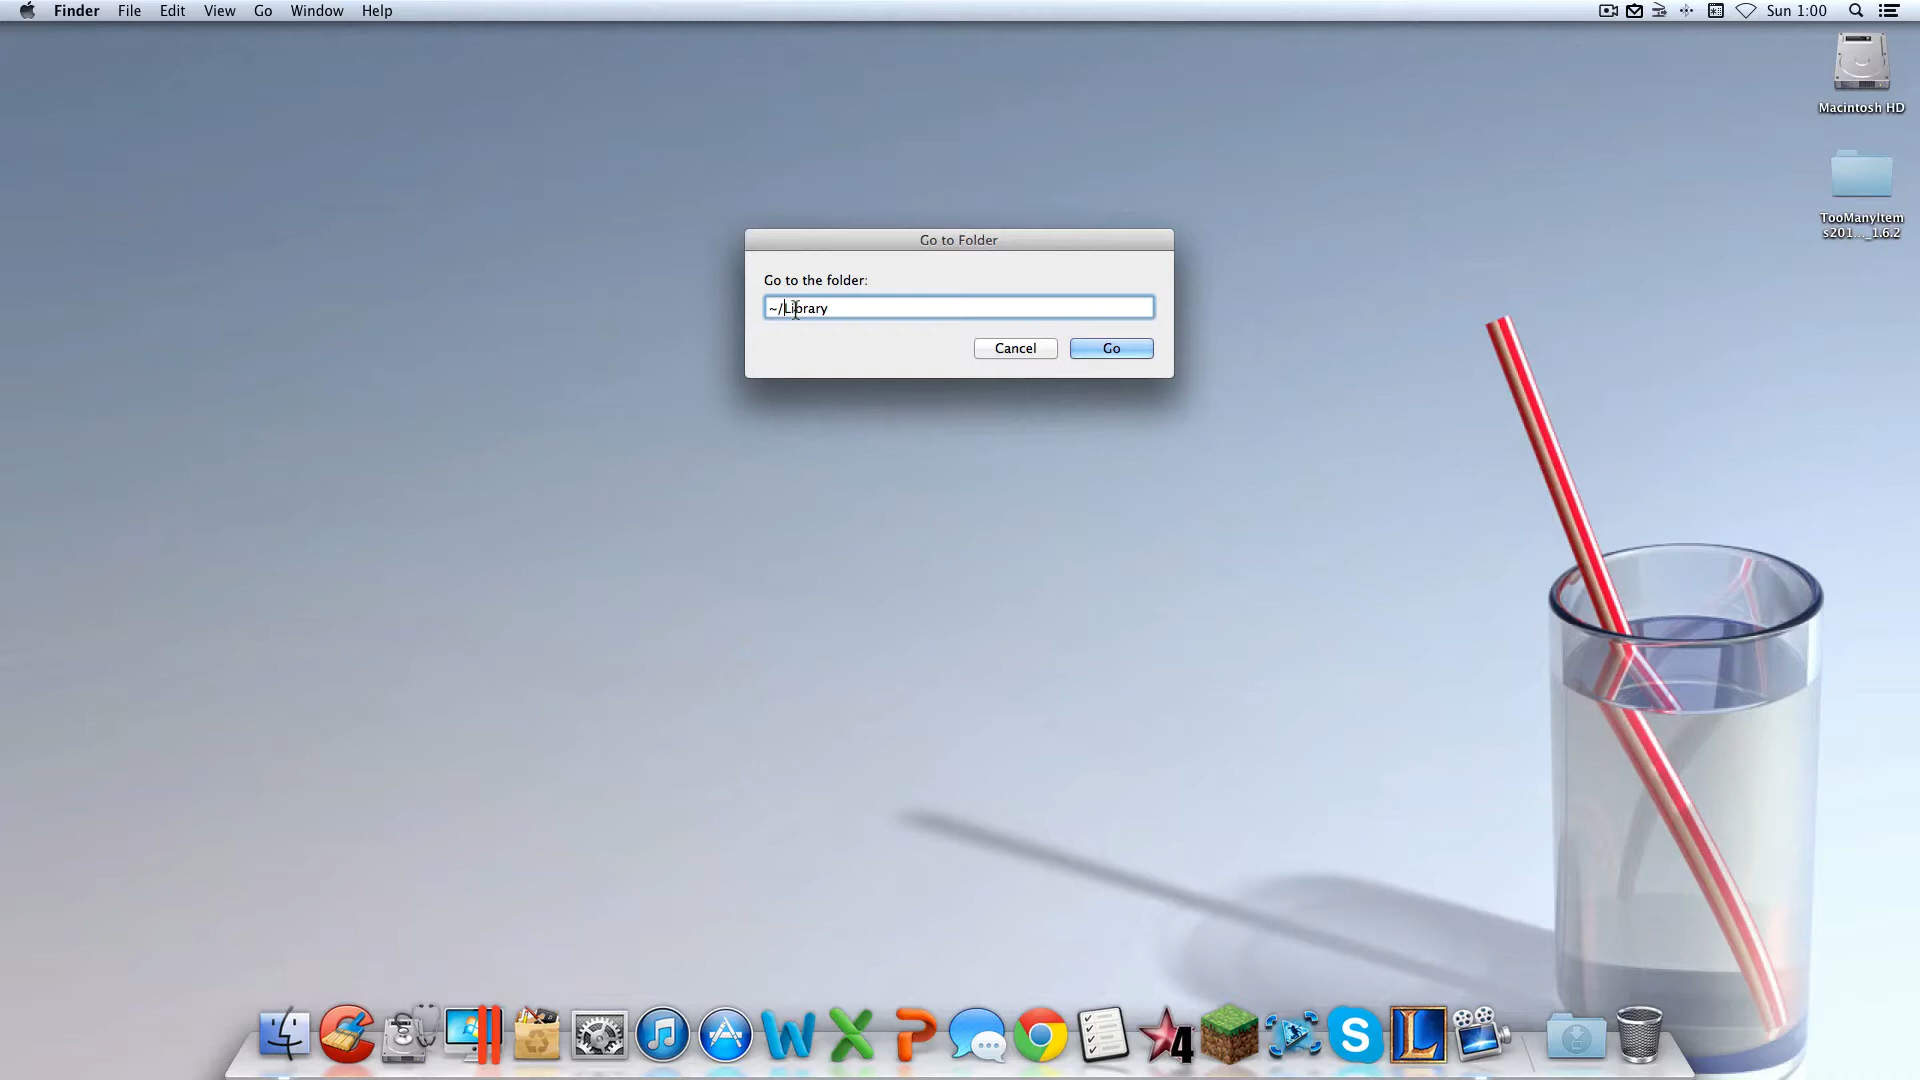 Finder File Edit View Go Window Help
Sun 1:00
Macintosh HD
TooManyItem
s201..._1.6.2
Go to Folder
Go to the folder:
~/Library
Cancel
Go
W
X
P
4
S
L